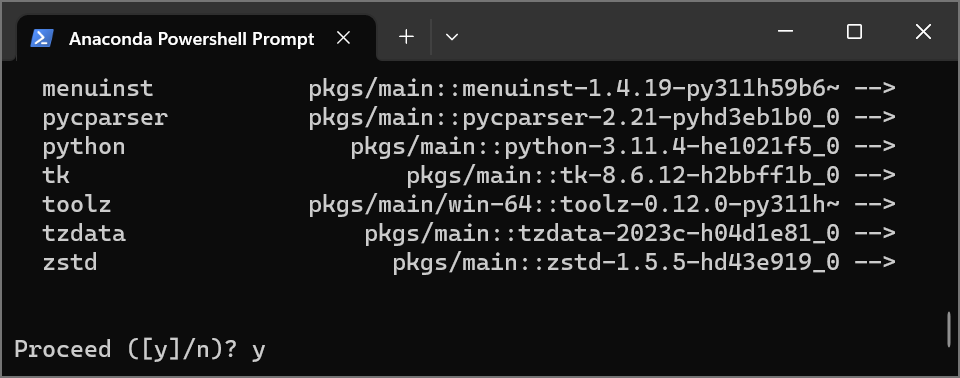 Anaconda Powershell Prompt
menuinst pkgs/main::menuinst-1.4.19-py311h59b6~ -->
pycparser pkgs/main::pycparser-2.21-pyhd3eb1b0_0 -->
python pkgs/main::python-3.11.4-he1021f5_0 -->
tk pkgs/main::tk-8.6.12-h2bbff1b_0 -->
toolz pkgs/main/win-64::toolz-0.12.0-py311h~ -->
tzdata pkgs/main::tzdata-2023c-h04d1e81_0 -->
zstd pkgs/main::zstd-1.5.5-hd43e919_0 -->
Proceed ([y]/n)? y